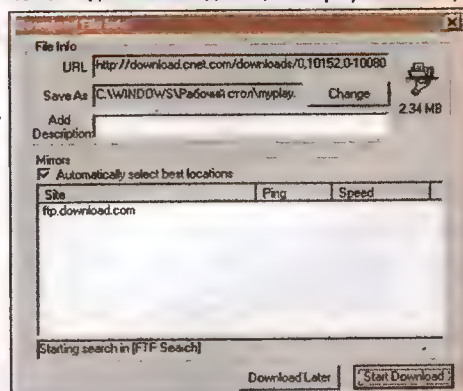 File Info
URL http://download.cnet.com/downloads/0,10152,0-10080
Save As C:\WINDOWS\Рабочий стол\myplay. Change
2.34 MB
Add
Description
Mirrors
Automatically select best locations
Site Ping Speed
ftp.download.com
Starting search in [FTP Search]
Download Later Start Download